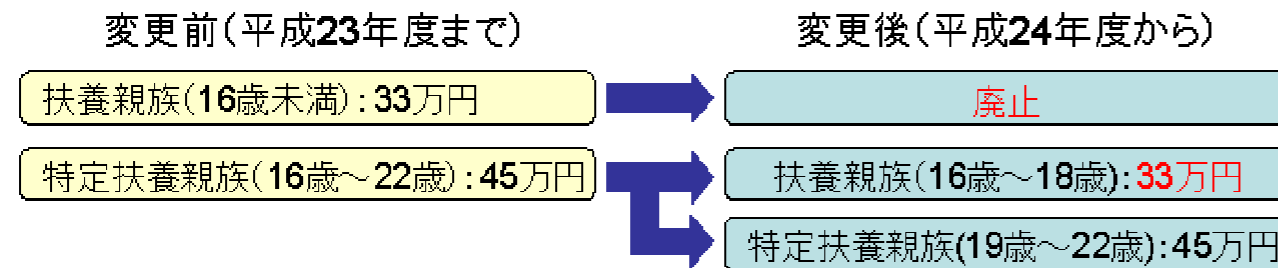 変更前(平成23年度まで)
変更後(平成24年度から)
扶養親族(16歳未満):33万円
廃止
特定扶養親族(16歳～22歳):45万円
扶養親族(16歳～18歳):33万円
特定扶養親族(19歳～22歳):45万円